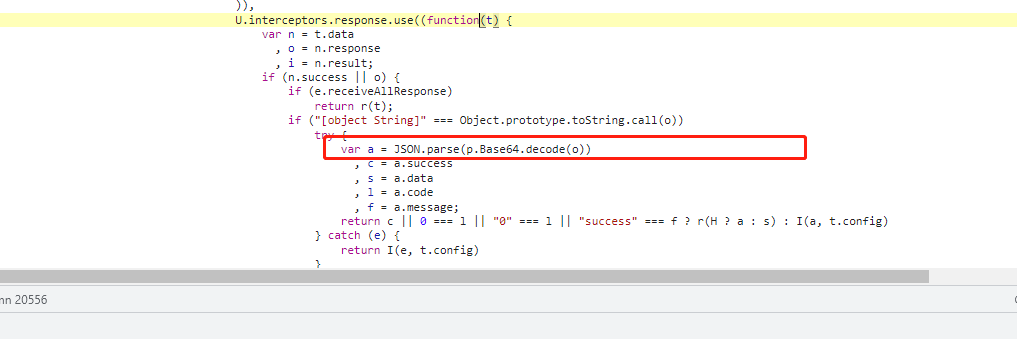 )),
U.interceptors.response.use((function(t) {
var n = t.data
, o = n.response
, i = n.result;
if (n.success || o) {
if (e.receiveAllResponse)
return r(t);
if ("[object String]" === Object.prototype.toString.call(o))
try {
var a = JSON.parse(p.Base64.decode(o))
, c = a.success
, s = a.data
, l = a.code
, f = a.message;
return c || 0 === l || "0" === l || "success" === f ? r(H ? a : s) : I(a, t.config)
} catch (e) {
return I(e, t.config)
}
nn 20556